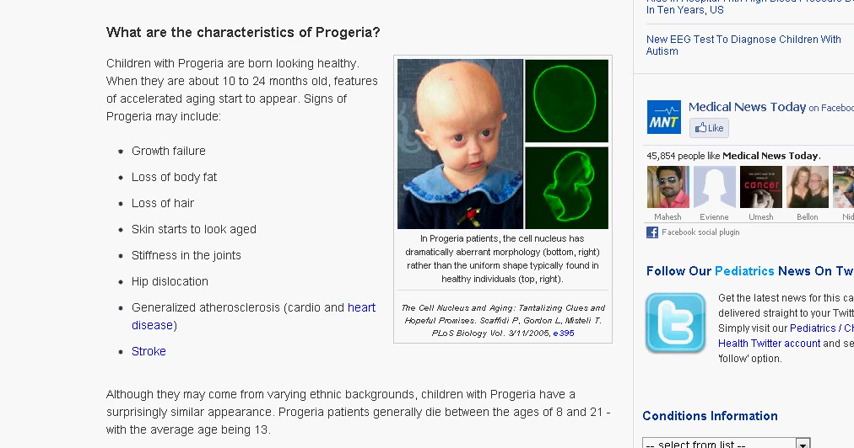 Kids In Hospital With High Blood Pressure
In Ten Years, US
New EEG Test To Diagnose Children With
Autism
What are the characteristics of Progeria?
Children with Progeria are born looking healthy.
When they are about 10 to 24 months old, features
of accelerated aging start to appear. Signs of
Progeria may include:
Growth failure
Loss of body fat
Loss of hair
Skin starts to look aged
Stiffness in the joints
Hip dislocation
Generalized atherosclerosis (cardio and heart
disease)
Stroke
In Progeria patients, the cell nucleus has
dramatically aberrant morphology (bottom, right)
rather than the uniform shape typically found in
healthy individuals (top, right).
The Cell Nucleus and Aging: Tantalizing Clues and
Hopeful Promises. Scaffidi P, Gordon L, Misteli T.
PLoS Biology Vol. 3/11/2005, e395
Although they may come from varying ethnic backgrounds, children with Progeria have a
surprisingly similar appearance. Progeria patients generally die between the ages of 8 and 21 -
with the average age being 13.
MNT
Medical News Today on Facebo
Like
45,854 people like Medical News Today.
cancer
Mahesh Evienne Umesh Bellon Nid
Facebook social plugin
Follow Our Pediatrics News On Tw
Get the latest news for this ca
delivered straight to your Twitt
Simply visit our Pediatrics / Ch
Health Twitter account and se
'follow' option.
Conditions Information
-- select from list --